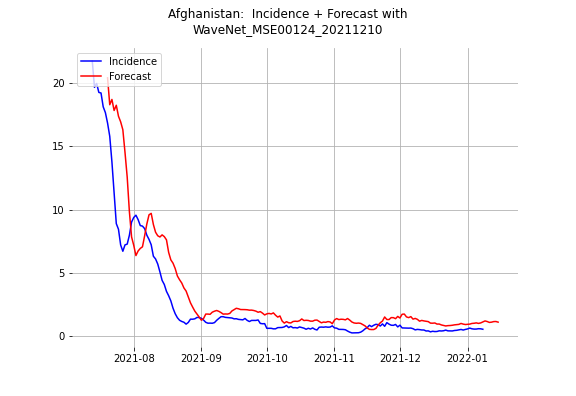 Afghanistan:  Incidence + Forecast with
WaveNet_MSE00124_20211210
Incidence
Forecast
20
15
10
5
0
2021-08
2021-09
2021-10
2021-11
2021-12
2022-01